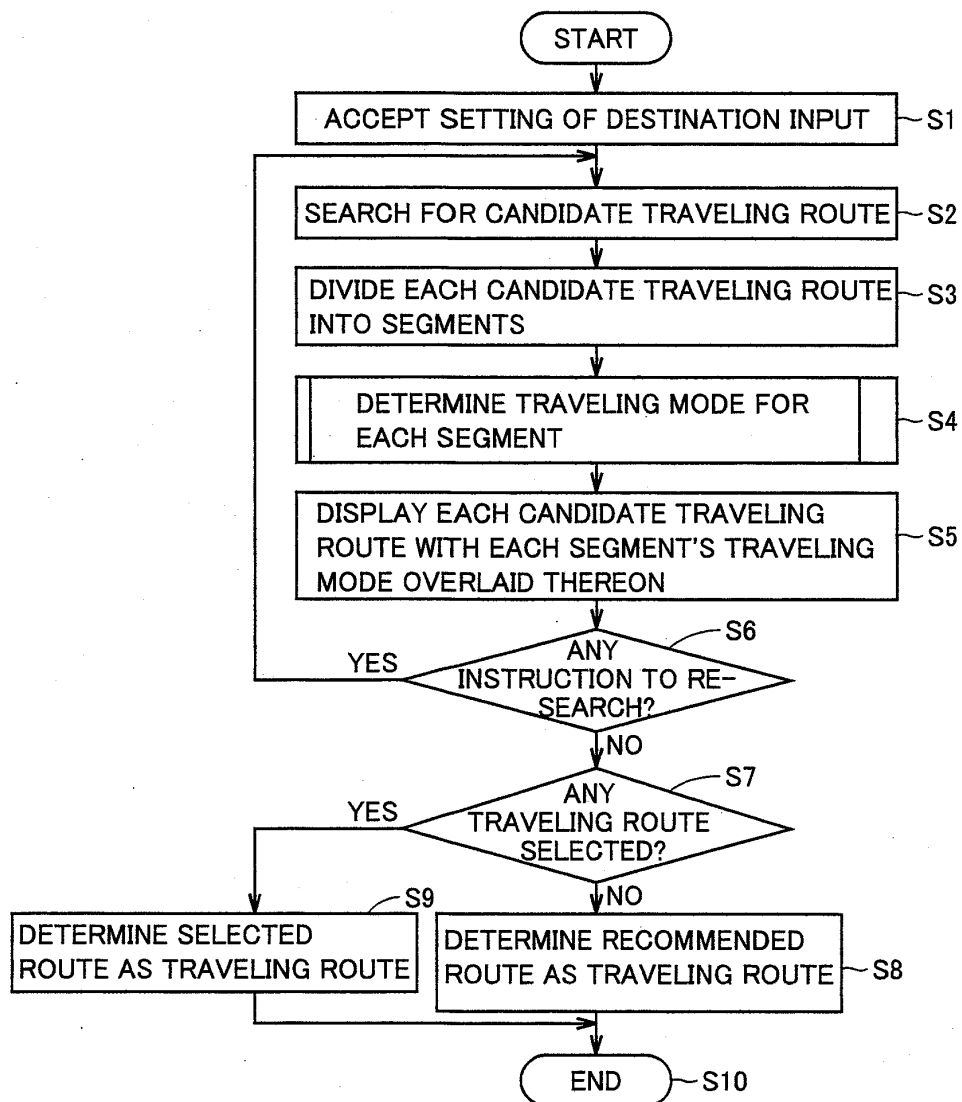 START
ACCEPT SETTING OF DESTINATION INPUT
S1
SEARCH FOR CANDIDATE TRAVELING ROUTE
S2
DIVIDE EACH CANDIDATE TRAVELING ROUTE
INTO SEGMENTS
S3
DETERMINE TRAVELING MODE FOR
EACH SEGMENT
S4
DISPLAY EACH CANDIDATE TRAVELING
ROUTE WITH EACH SEGMENT'S TRAVELING
MODE OVERLAID THEREON
S5
S6
YES
ANY
INSTRUCTION TO RE-
SEARCH?
NO
S7
YES
ANY
TRAVELING ROUTE
SELECTED?
NO
S9
DETERMINE SELECTED
ROUTE AS TRAVELING ROUTE
DETERMINE RECOMMENDED
ROUTE AS TRAVELING ROUTE
S8
END
S10